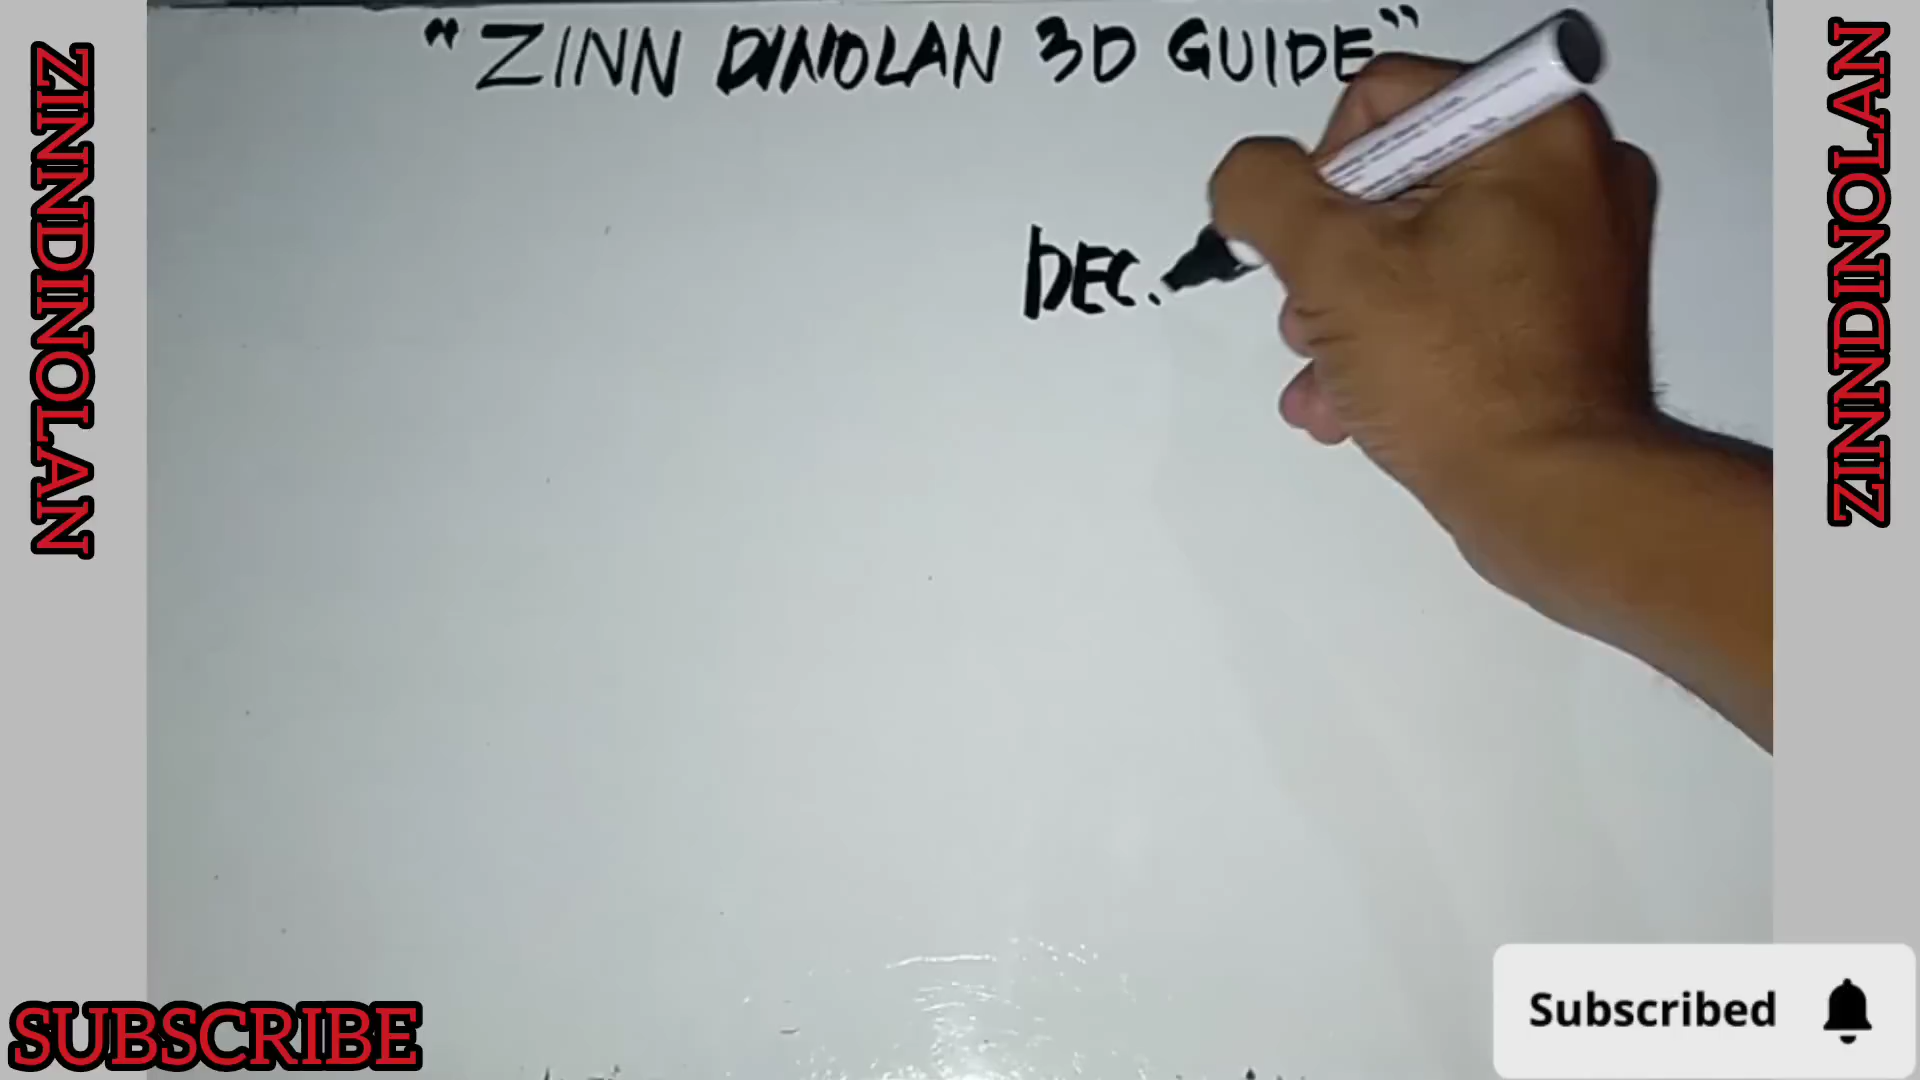 "ZINN DINOLAN 3D GUIDE"
DEC.
ZINNDINOLAN
ZINNDINOLAN
SUBSCRIBE
Subscribed